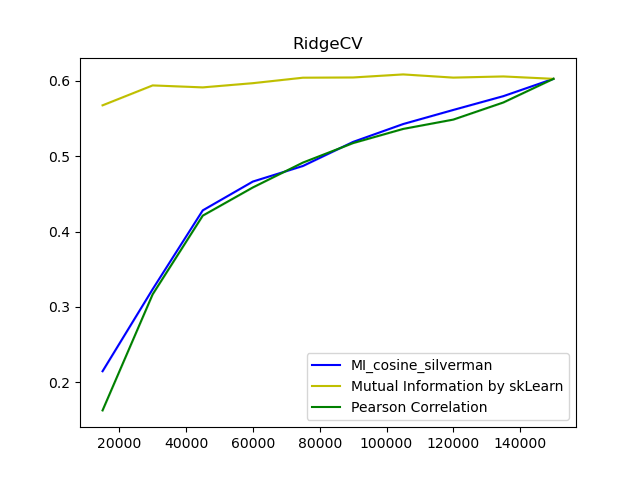 RidgeCV
0.6
0.5
0.4
0.3
0.2
MI_cosine_silverman
Mutual Information by skLearn
Pearson Correlation
20000 40000 60000 80000 100000 120000 140000